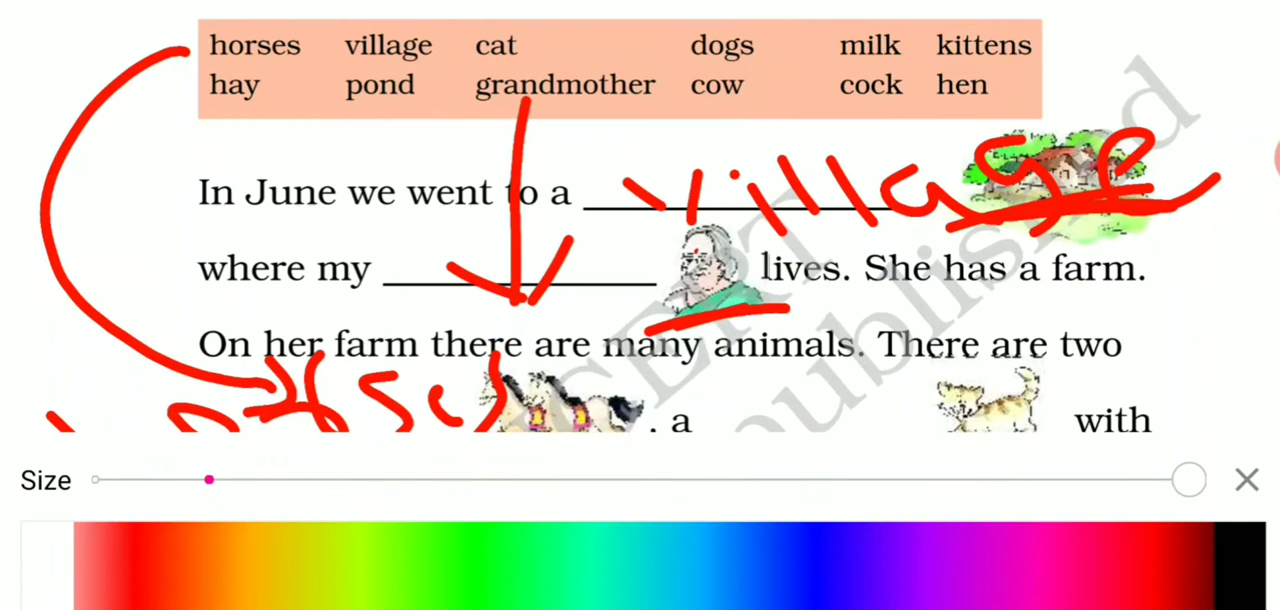 horses village cat dogs milk kittens
hay pond grandmother cow cock hen
In June we went to a village
where my lives. She has a farm.
On her farm there are many animals. There are two
horses , a with
Size